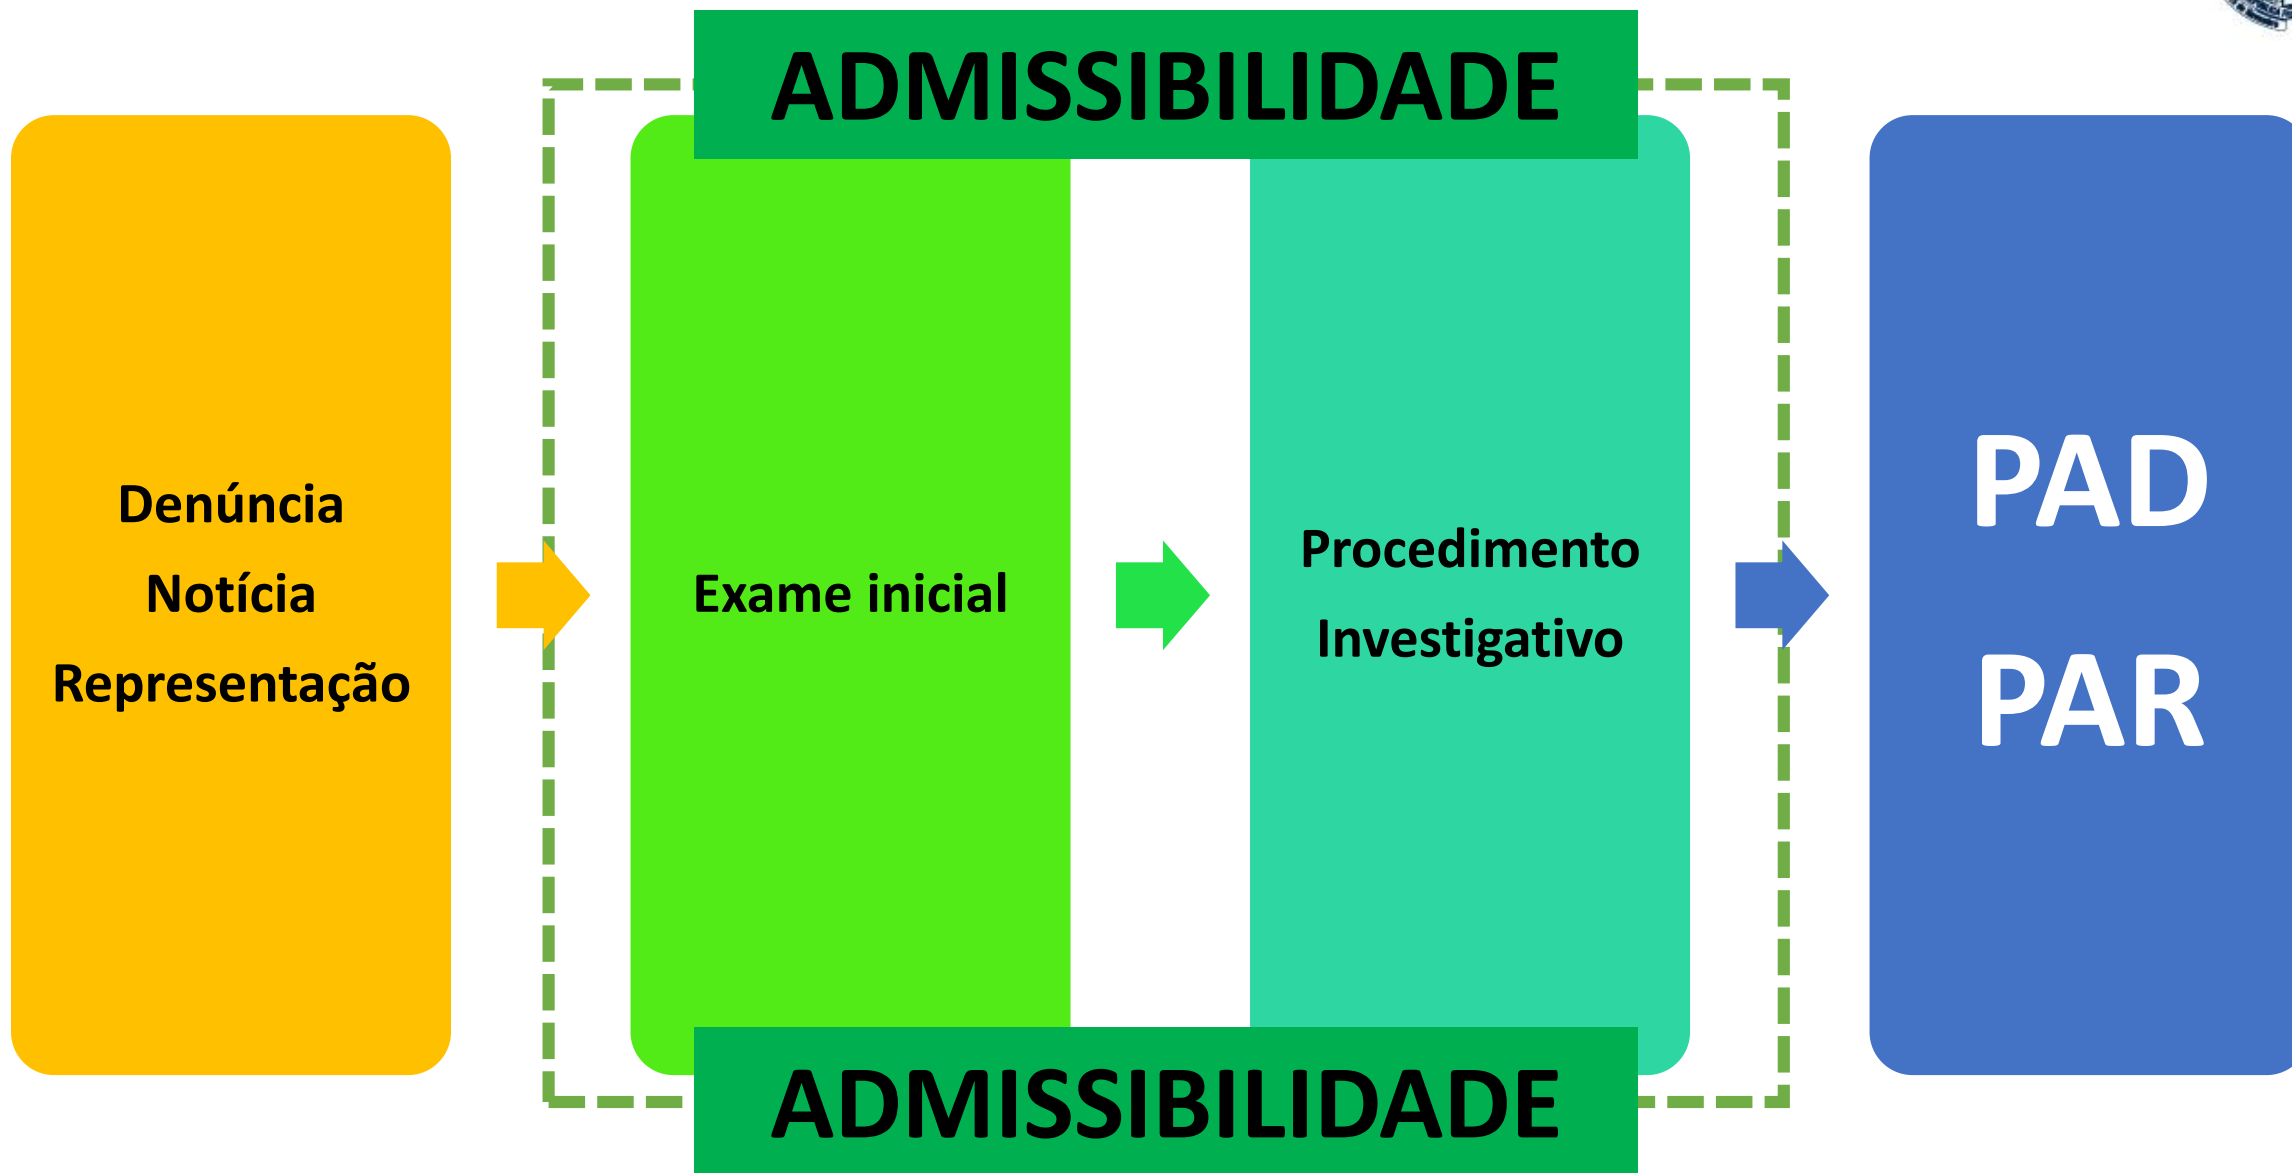 ADMISSIBILIDADE
Denúncia
Notícia
Representação
Exame inicial
Procedimento
Investigativo
PAD
PAR
ADMISSIBILIDADE